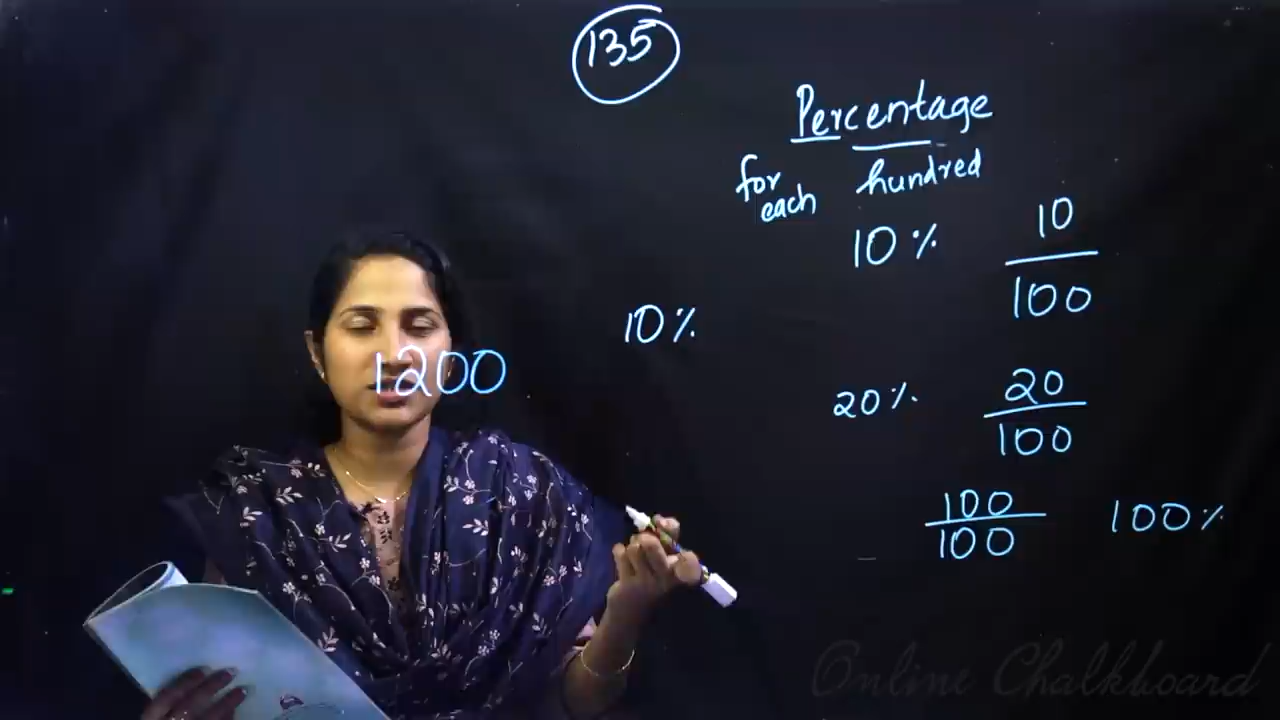 135
Percentage
for each hundred
10% 10/100
10%
1200
20% 20/100
100/100 100%
Online Chalkboard